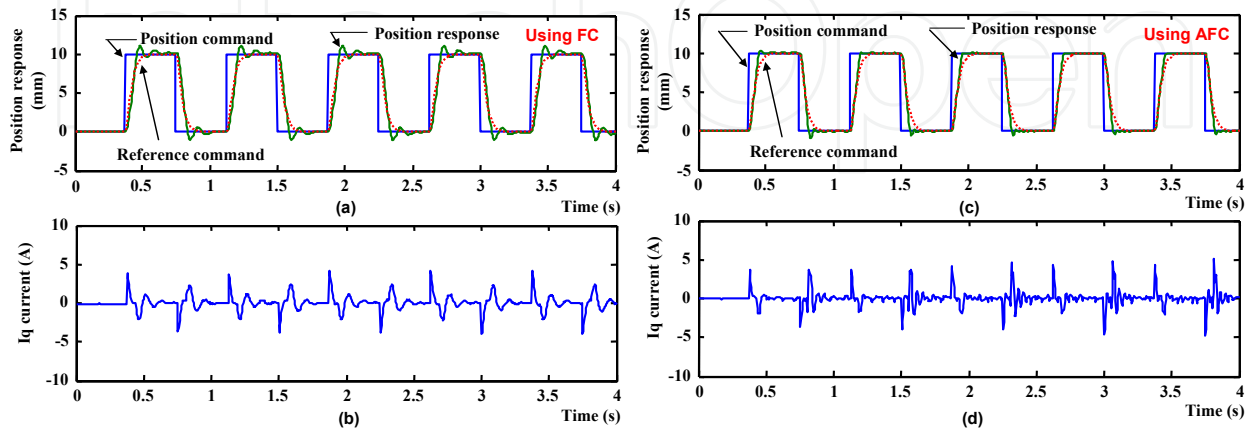 15
10
5
0
-5
Position response
(mm)
Position command
Position response
Using FC
Reference command
0
0.5
1
1.5
2
2.5
3
3.5
4
(a)
Time (s)
10
5
0
-5
-10
Iq current (A)
0
0.5
1
1.5
2
2.5
3
3.5
4
(b)
Time (s)
15
10
5
0
-5
Position response
(mm)
Position command
Position response
Using AFC
Reference command
0
0.5
1
1.5
2
2.5
3
3.5
4
(c)
Time (s)
10
5
0
-5
-10
Iq current (A)
0
0.5
1
1.5
2
2.5
3
3.5
4
(d)
Time (s)